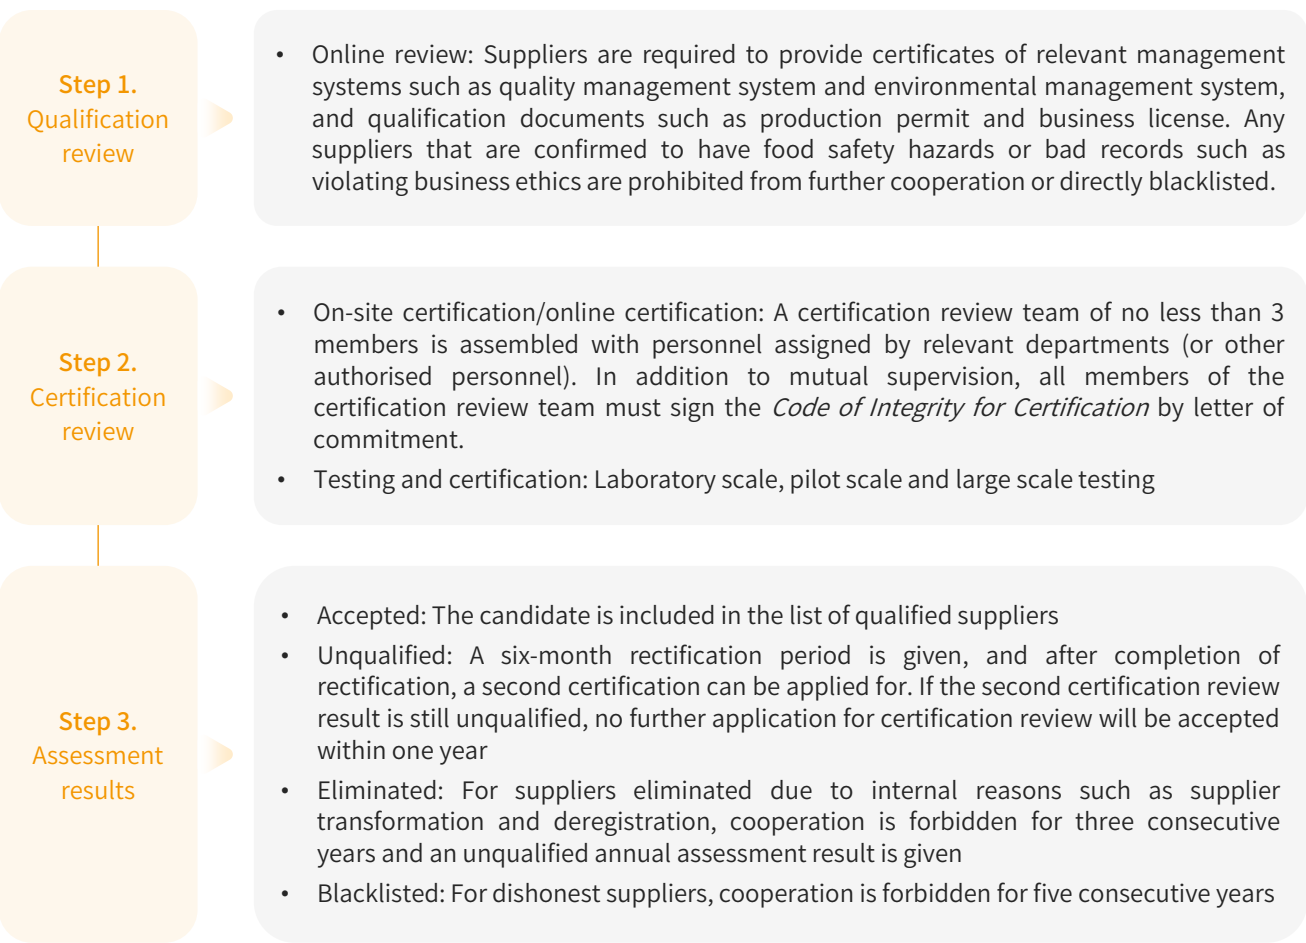 Step 1.
Qualification
review
• Online review: Suppliers are required to provide certificates of relevant management
systems such as quality management system and environmental management system,
and qualification documents such as production permit and business license. Any
suppliers that are confirmed to have food safety hazards or bad records such as
violating business ethics are prohibited from further cooperation or directly blacklisted.
Step 2.
Certification
review
• On-site certification/online certification: A certification review team of no less than 3
members is assembled with personnel assigned by relevant departments (or other
authorised personnel). In addition to mutual supervision, all members of the
certification review team must sign the Code of Integrity for Certification by letter of
commitment.
• Testing and certification: Laboratory scale, pilot scale and large scale testing
Step 3.
Assessment
results
• Accepted: The candidate is included in the list of qualified suppliers
• Unqualified: A six-month rectification period is given, and after completion of
rectification, a second certification can be applied for. If the second certification review
result is still unqualified, no further application for certification review will be accepted
within one year
• Eliminated: For suppliers eliminated due to internal reasons such as supplier
transformation and deregistration, cooperation is forbidden for three consecutive
years and an unqualified annual assessment result is given
• Blacklisted: For dishonest suppliers, cooperation is forbidden for five consecutive years